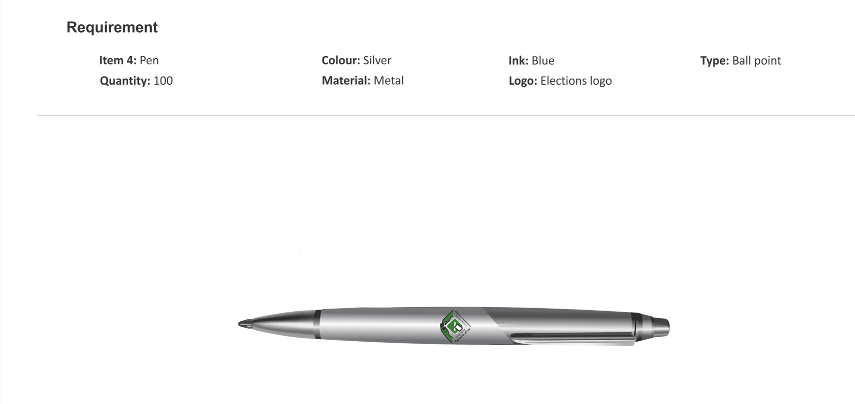 Requirement
Item 4: Pen Colour: Silver Ink: Blue Type: Ball point
Quantity: 100 Material: Metal Logo: Elections logo